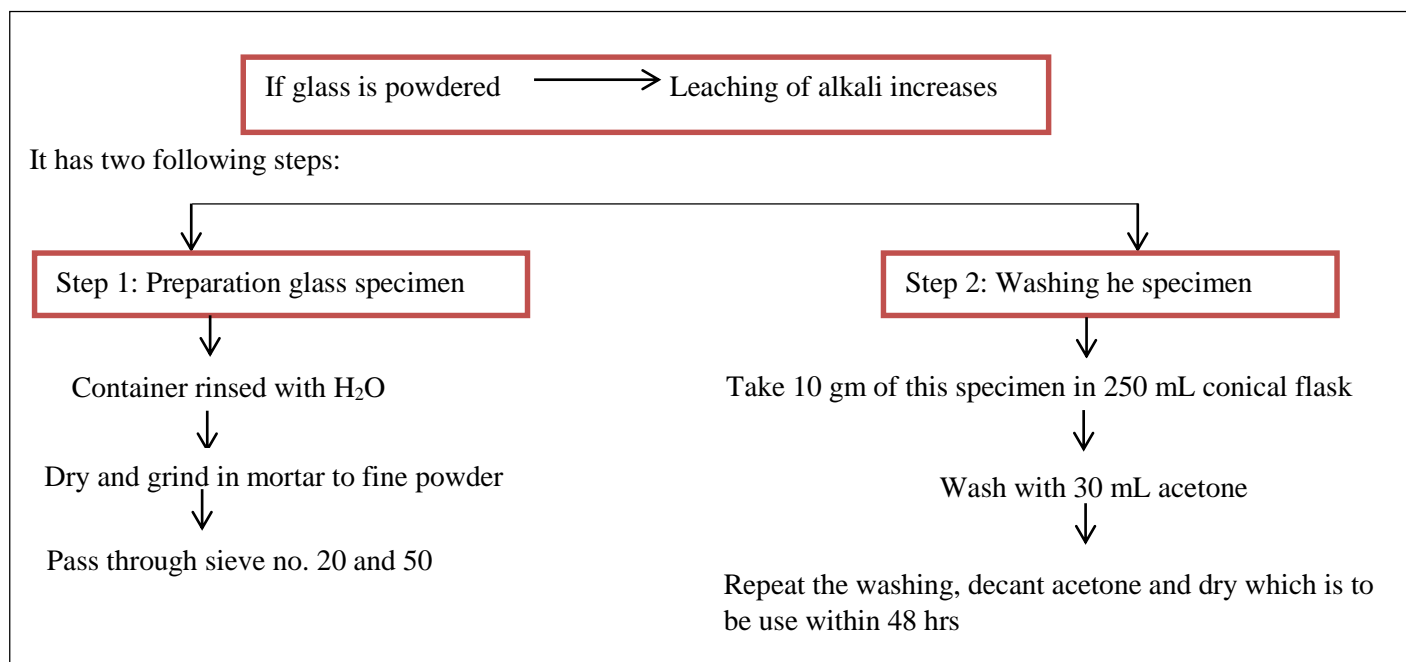 If glass is powdered Leaching of alkali increases
It has two following steps:
Step 1: Preparation glass specimen
Container rinsed with H₂O
Dry and grind in mortar to fine powder
Pass through sieve no. 20 and 50
Step 2: Washing he specimen
Take 10 gm of this specimen in 250 mL conical flask
Wash with 30 mL acetone
Repeat the washing, decant acetone and dry which is to
be use within 48 hrs